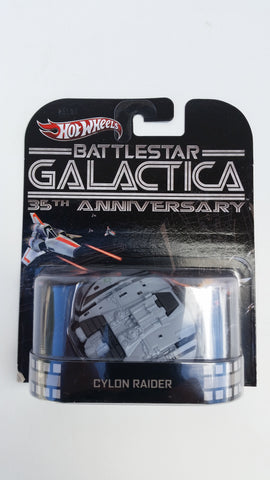 HOT WHEELS
BATTLESTAR
GALACTICA
35TH ANNIVERSARY
CYLON RAIDER